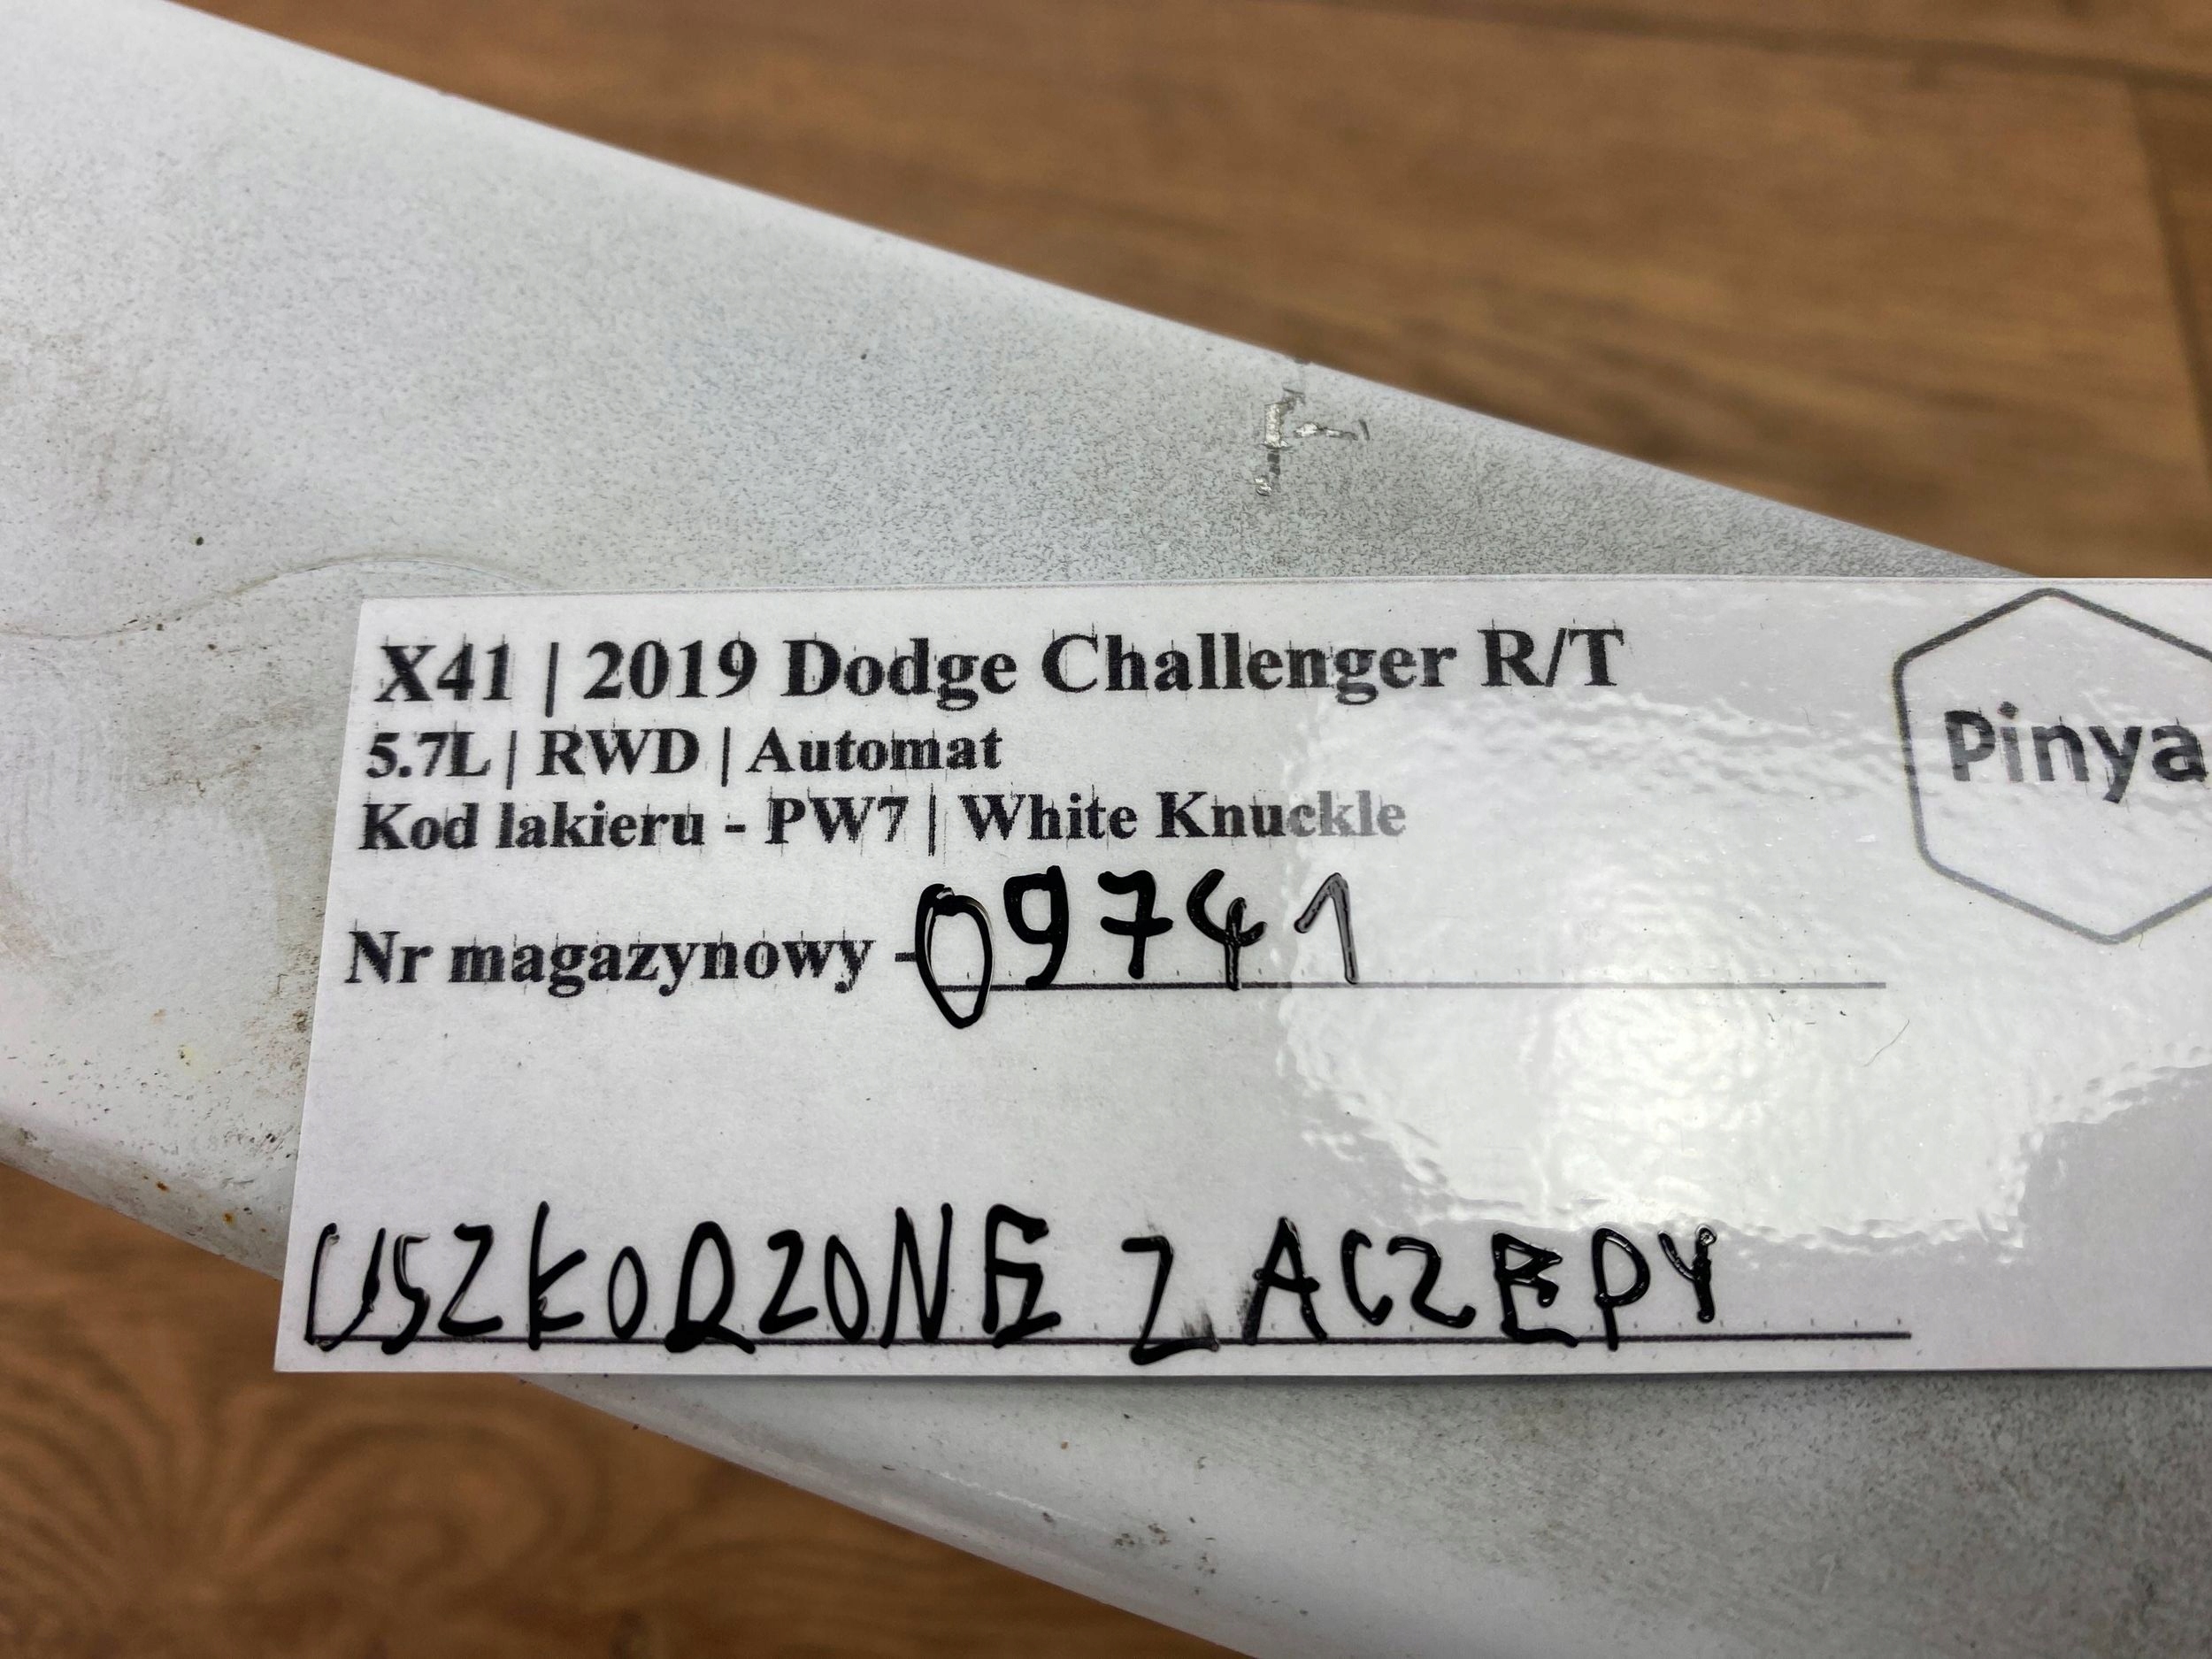 X41 | 2019 Dodge Challenger R/T
5.7L | RWD | Automat
Kod lakieru - PW7 | White Knuckle
Nr magazynowy - 09741
USZKODZONE ZACZEPY
Pinya